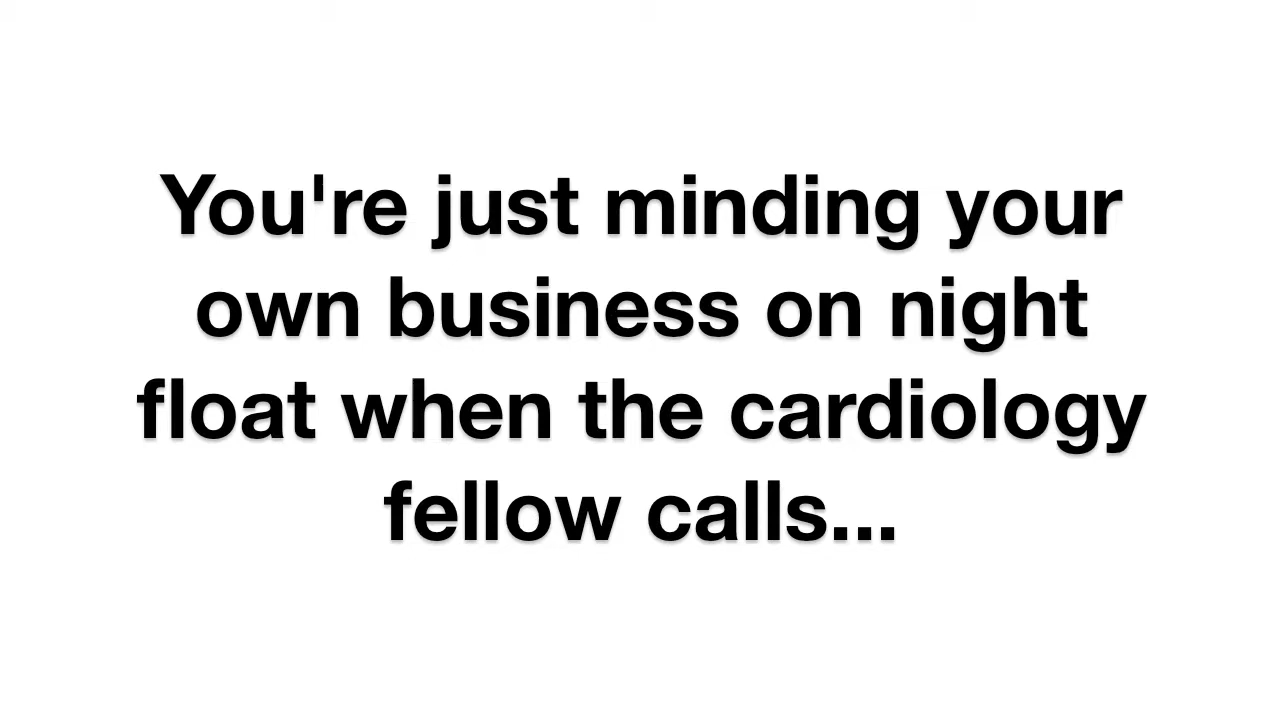 You're just minding your
own business on night
float when the cardiology
fellow calls...